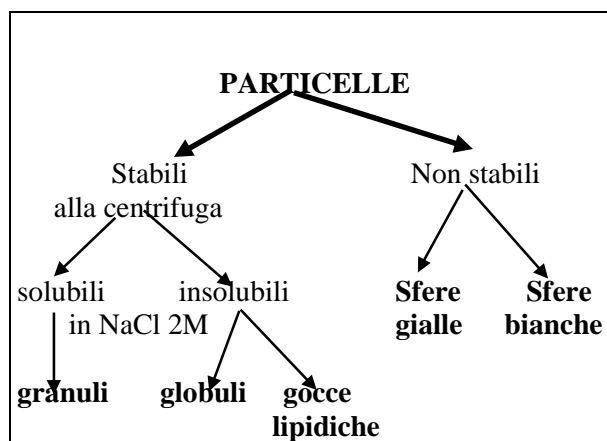 PARTICELLE
Stabili
alla centrifuga
Non stabili
solubili
insolubili
in NaCl 2M
Sfere
gialle
Sfere
bianche
granuli
globuli
gocce
lipidiche